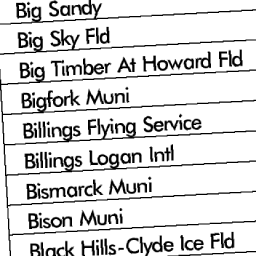 Big Sandy
Big Sky Fld
Big Timber At Howard Fld
Bigfork Muni
Billings Flying Service
Billings Logan Intl
Bismarck Muni
Bison Muni
Black Hills-Clyde Ice Fld